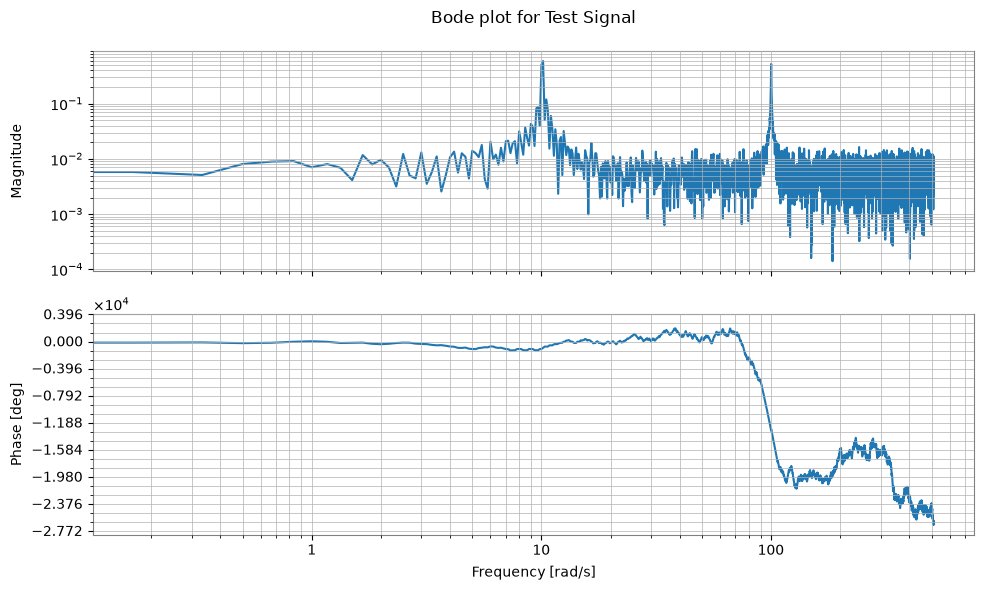 Bode plot for Test Signal
Magnitude
10⁻¹
10⁻²
10⁻³
10⁻⁴
×10⁴
Phase [deg]
0.396
0.000
−0.396
−0.792
−1.188
−1.584
−1.980
−2.376
−2.772
1 10 100
Frequency [rad/s]